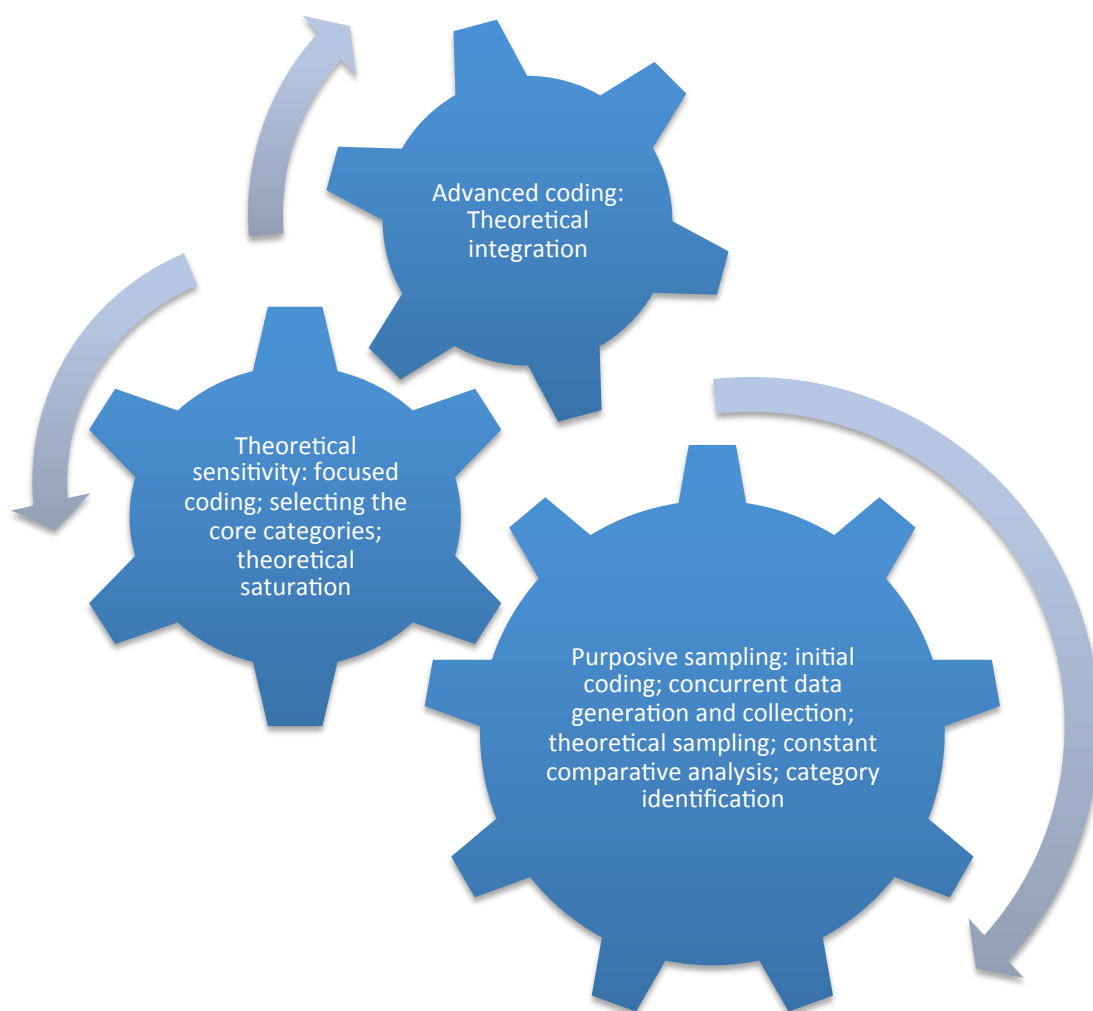 Advanced coding:
Theoretical
integration
Theoretical
sensitivity: focused
coding; selecting the
core categories;
theoretical
saturation
Purposive sampling: initial
coding; concurrent data
generation and collection;
theoretical sampling; constant
comparative analysis; category
identification